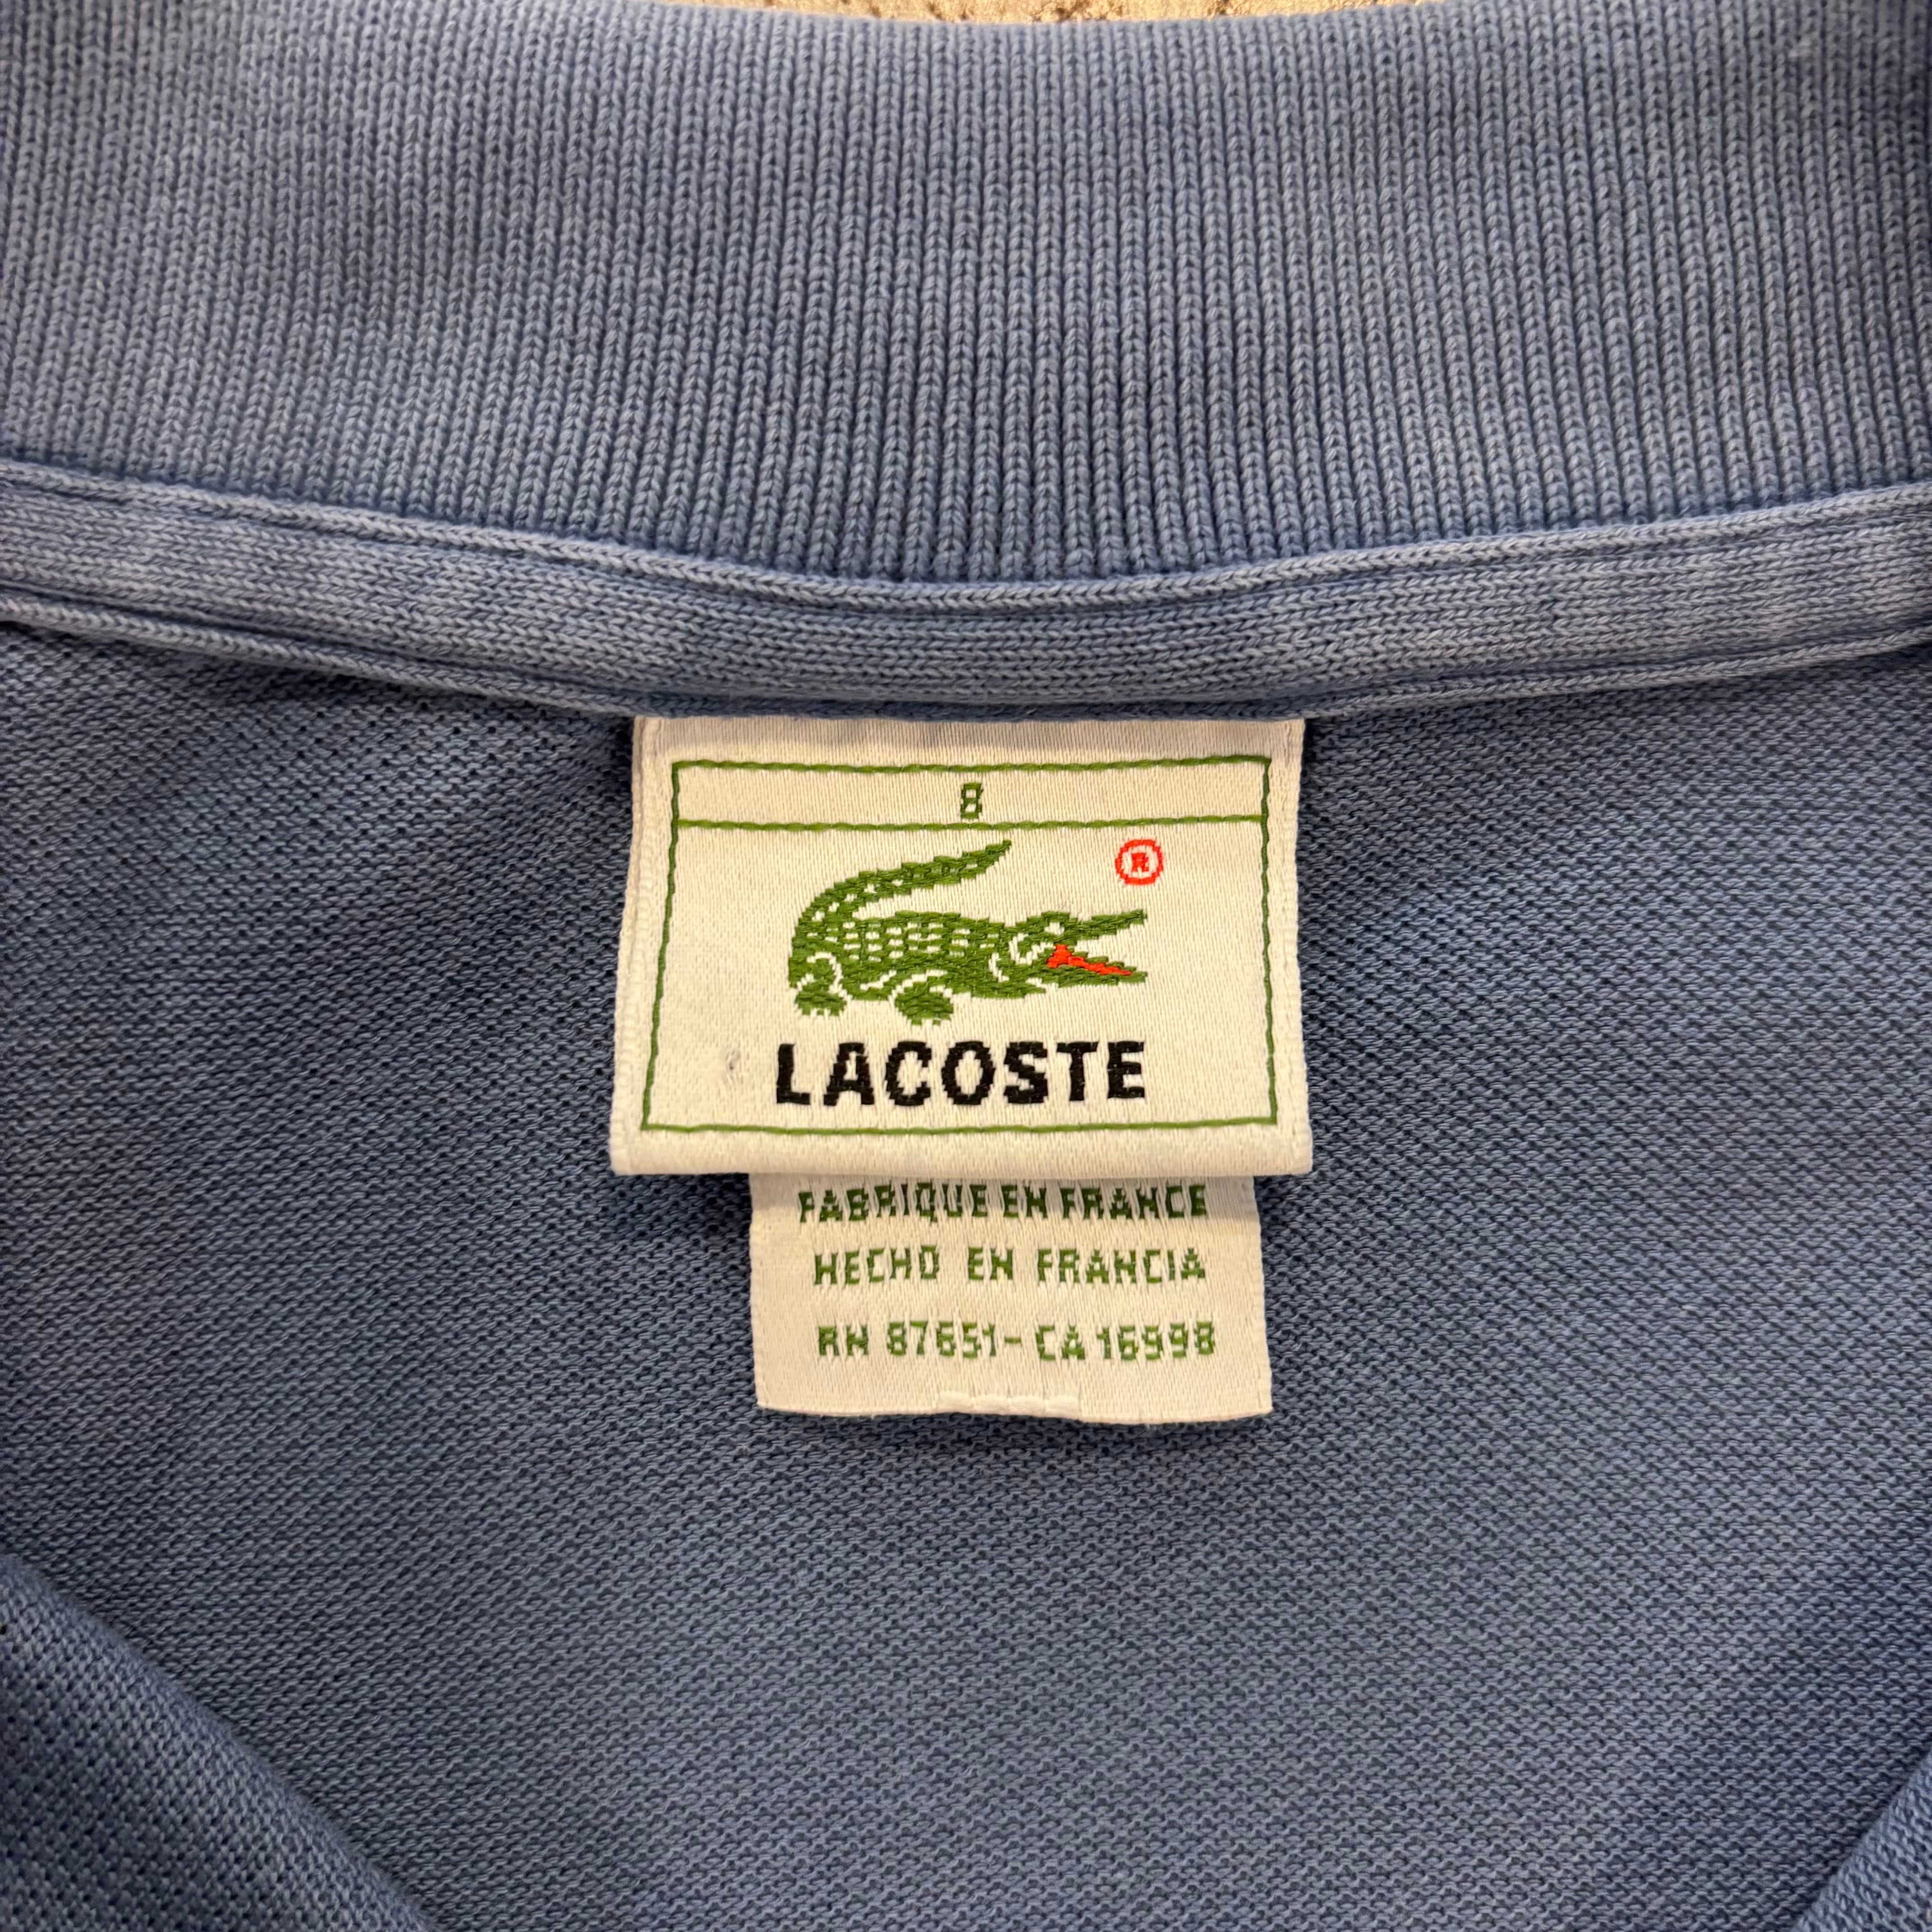 8
®
LACOSTE
FABRIQUE EN FRANCE
HECHO EN FRANCIA
RN 87651-CA 16998